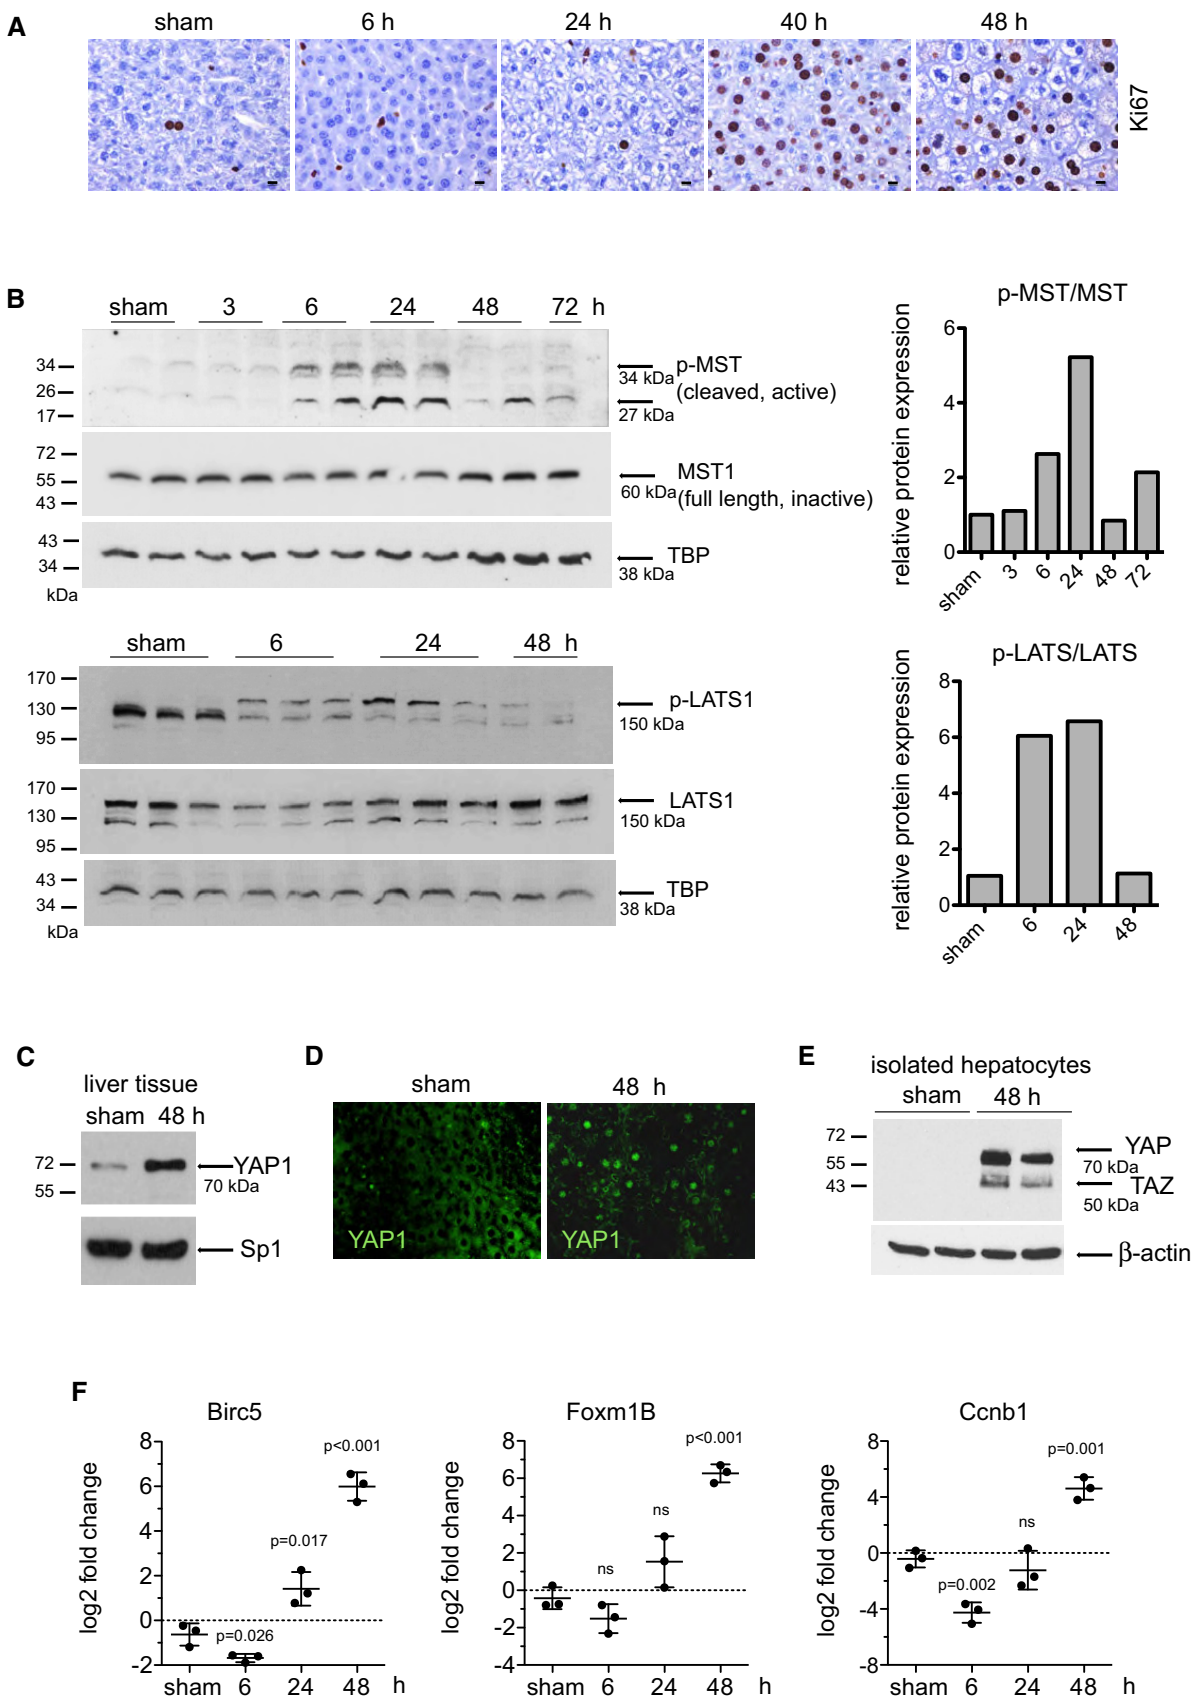 A
sham 6 h 24 h 40 h 48 h
Ki67
B
sham 3 6 24 48 72 h
34
26
17
p-MST
34 kDa
(cleaved, active)
27 kDa
72
55
43
MST1
60 kDa
(full length, inactive)
43
34
kDa
TBP
38 kDa
p-MST/MST
relative protein expression
6
4
2
0
sham 3 6 24 48 72
sham 6 24 48 h
170
130
95
p-LATS1
150 kDa
170
130
95
LATS1
150 kDa
43
34
kDa
TBP
38 kDa
p-LATS/LATS
relative protein expression
8
6
4
2
0
sham 6 24 48
C
liver tissue
sham 48 h
72
55
YAP1
70 kDa
Sp1
D
sham 48 h
YAP1 YAP1
E
isolated hepatocytes
sham 48 h
72
55
43
YAP
70 kDa
TAZ
50 kDa
β-actin
F
Birc5
log2 fold change
8
6
4
2
0
-2
p=0.026
p=0.017
p<0.001
sham 6 24 48 h
Foxm1B
log2 fold change
8
6
4
2
0
-2
-4
ns
ns
p<0.001
sham 6 24 48 h
Ccnb1
log2 fold change
8
4
0
-4
-8
p=0.002
ns
p=0.001
sham 6 24 48 h